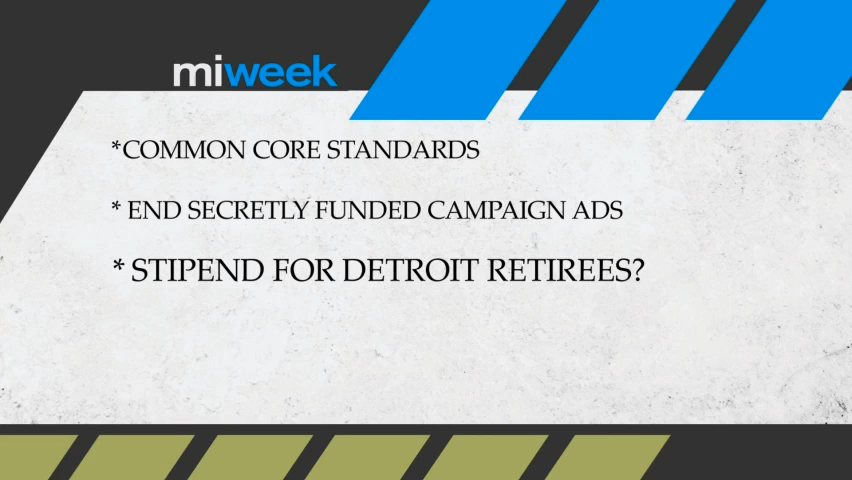 miweek
*COMMON CORE STANDARDS
* END SECRETLY FUNDED CAMPAIGN ADS
* STIPEND FOR DETROIT RETIREES?